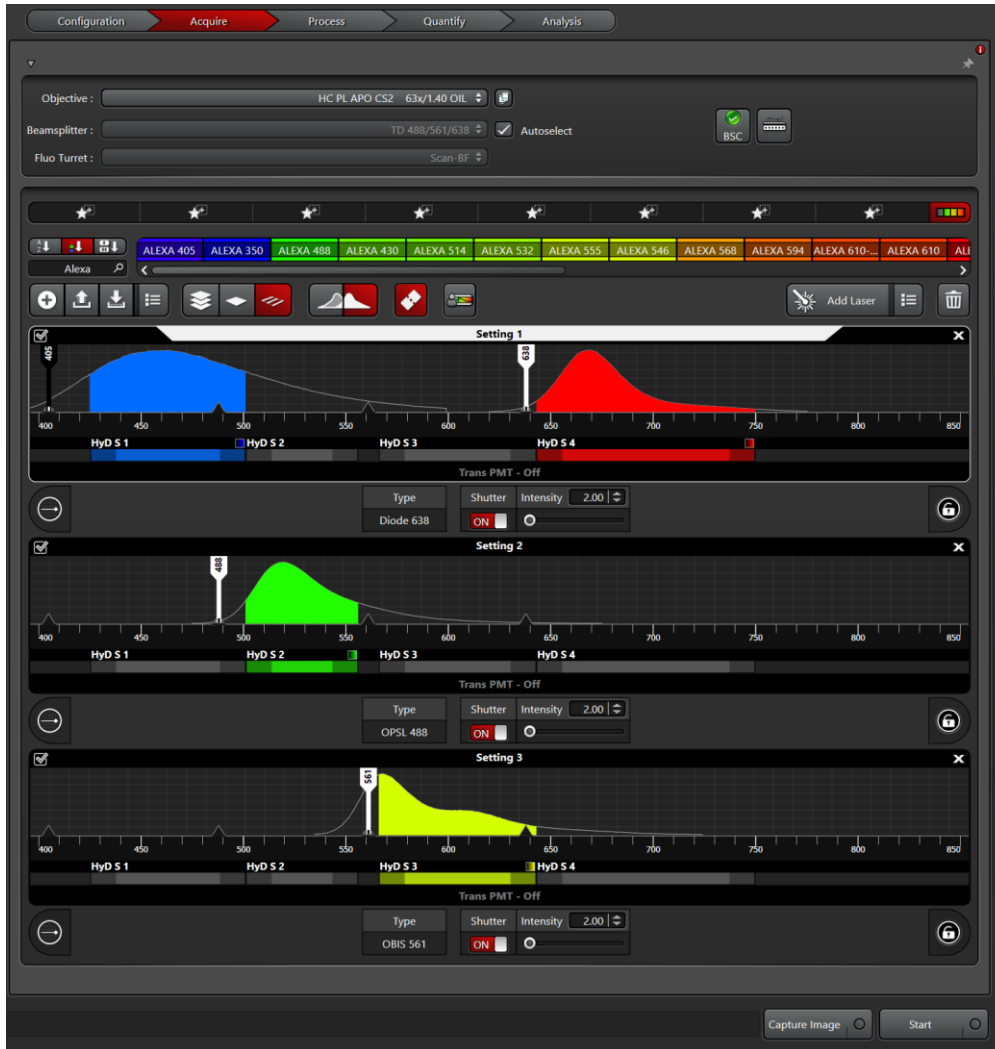 Configuration Acquire Process Quantify Analysis
Objective : HC PL APO CS2 63x/1.40 OIL
Beamsplitter : TD 488/561/638 Autoselect
BSC
Fluo Turret : Scan-BF
ALEXA 405 ALEXA 350 ALEXA 488 ALEXA 430 ALEXA 514 ALEXA 532 ALEXA 555 ALEXA 546 ALEXA 568 ALEXA 594 ALEXA 610-... ALEXA 610 ALE
Alexa
Add Laser
Setting 1
405 638
400 450 500 550 600 650 700 750 800 850
HyD S 1 HyD S 2 HyD S 3 HyD S 4
Trans PMT - Off
Type Shutter Intensity 2.00
Diode 638 ON
Setting 2
488
400 450 500 550 600 650 700 750 800 850
HyD S 1 HyD S 2 HyD S 3 HyD S 4
Trans PMT - Off
Type Shutter Intensity 2.00
OPSL 488 ON
Setting 3
561
400 450 500 550 600 650 700 750 800 850
HyD S 1 HyD S 2 HyD S 3 HyD S 4
Trans PMT - Off
Type Shutter Intensity 2.00
OBIS 561 ON
Capture Image Start